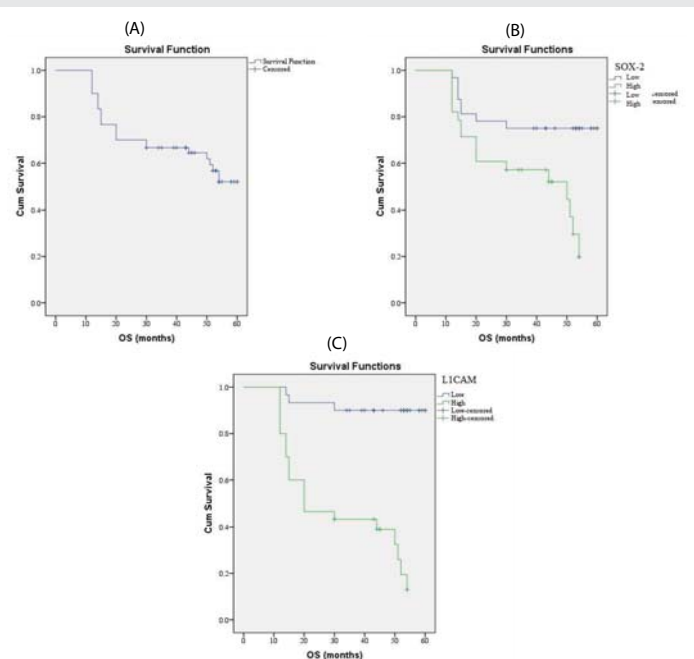 (A)
Survival Function
Survival Function
Censored
1.0
0.8
0.6
0.4
0.2
0.0
Cum Survival
0 10 20 30 40 50 60
OS (months)
(B)
Survival Functions
SOX-2
Low
High
Low ensored
High ensored
1.0
0.8
0.6
0.4
0.2
0.0
Cum Survival
0 10 20 30 40 50 60
OS (months)
(C)
Survival Functions
L1CAM
Low
High
Low-censored
High-censored
1.0
0.8
0.6
0.4
0.2
0.0
Cum Survival
0 10 20 30 40 50 60
OS (months)